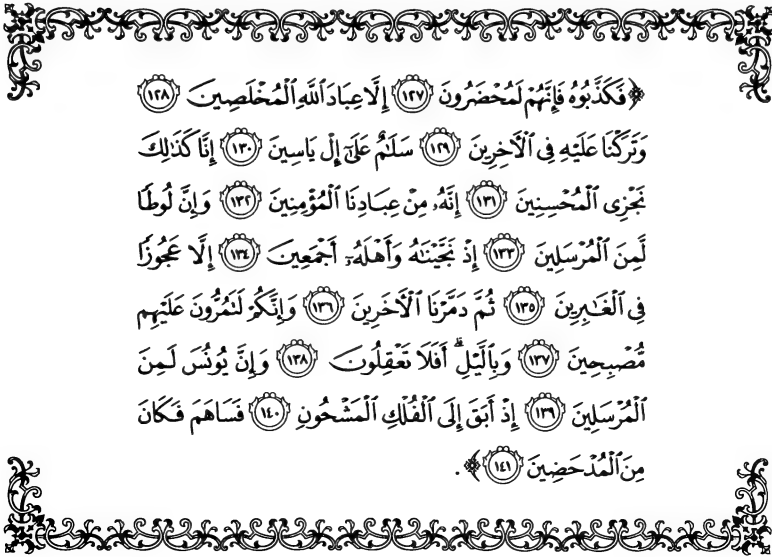 ﴿فَكَذَّبُوهُ فَإِنَّهُمْ لَمُحْضَرُونَ ١٢٧ إِلَّا عِبَادَ ٱللَّهِ ٱلْمُخْلَصِينَ ١٢٨
وَتَرَكْنَا عَلَيْهِ فِى ٱلْـَٔاخِرِينَ ١٢٩ سَلَـٰمٌ عَلَىٰٓ إِلْ يَاسِينَ ١٣٠ إِنَّا كَذَٰلِكَ
نَجْزِى ٱلْمُحْسِنِينَ ١٣١ إِنَّهُۥ مِنْ عِبَادِنَا ٱلْمُؤْمِنِينَ ١٣٢ وَإِنَّ لُوطًا
لَّمِنَ ٱلْمُرْسَلِينَ ١٣٣ إِذْ نَجَّيْنَـٰهُ وَأَهْلَهُۥٓ أَجْمَعِينَ ١٣٤ إِلَّا عَجُوزًا
فِى ٱلْغَـٰبِرِينَ ١٣٥ ثُمَّ دَمَّرْنَا ٱلْـَٔاخَرِينَ ١٣٦ وَإِنَّكُمْ لَتَمُرُّونَ عَلَيْهِم
مُّصْبِحِينَ ١٣٧ وَبِٱلَّيْلِ ۗ أَفَلَا تَعْقِلُونَ ١٣٨ وَإِنَّ يُونُسَ لَمِنَ
ٱلْمُرْسَلِينَ ١٣٩ إِذْ أَبَقَ إِلَى ٱلْفُلْكِ ٱلْمَشْحُونِ ١٤٠ فَسَاهَمَ فَكَانَ
مِنَ ٱلْمُدْحَضِينَ ١٤١﴾.